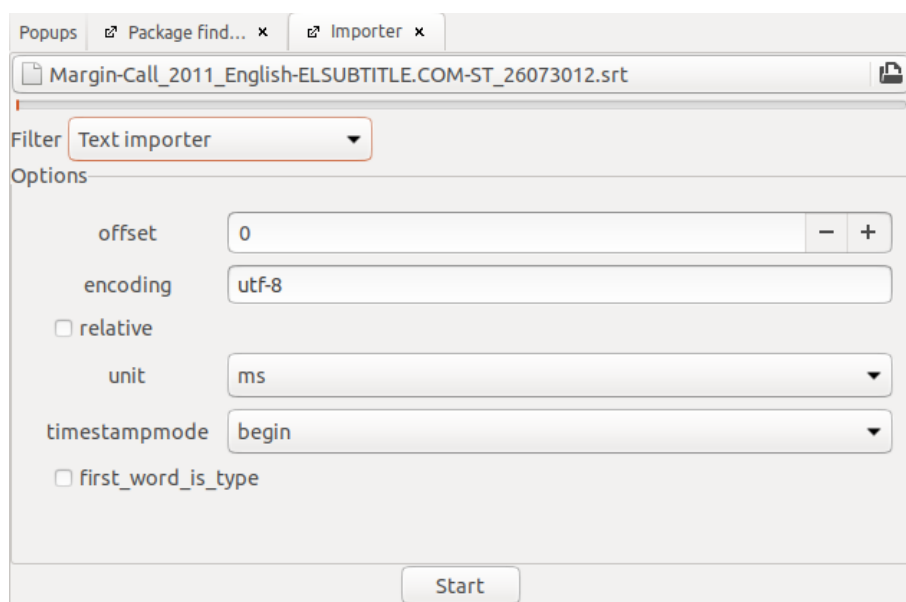 Popups Package find... × Importer ×
Margin-Call_2011_English-ELSUBTITLE.COM-ST_26073012.srt
Filter Text importer
Options
offset 0 − +
encoding utf-8
relative
unit ms
timestampmode begin
first_word_is_type
Start